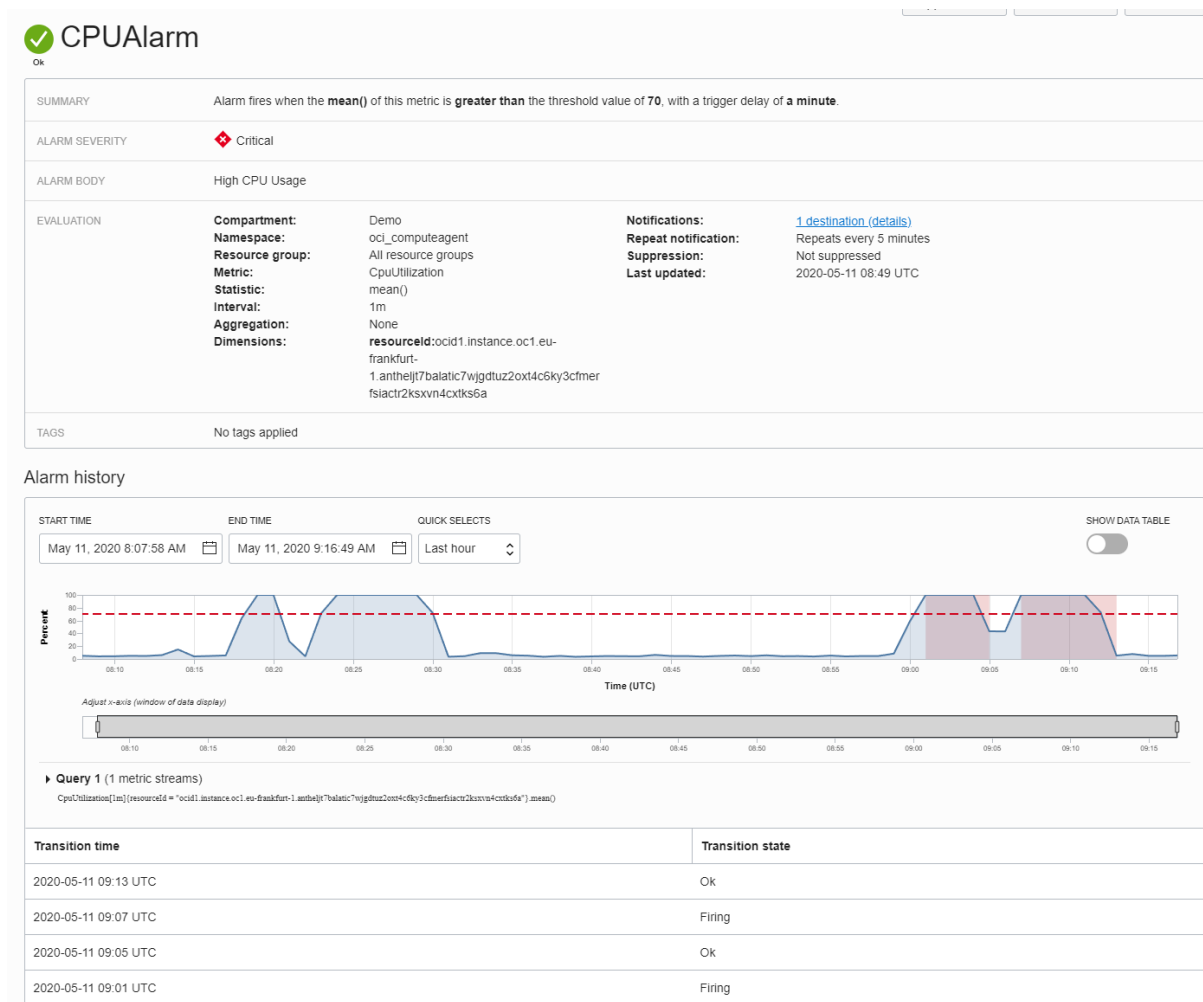 CPUAlarm
Ok
SUMMARY Alarm fires when the mean() of this metric is greater than the threshold value of 70, with a trigger delay of a minute.
ALARM SEVERITY Critical
ALARM BODY High CPU Usage
EVALUATION
Compartment: Demo
Namespace: oci_computeagent
Resource group: All resource groups
Metric: CpuUtilization
Statistic: mean()
Interval: 1m
Aggregation: None
Dimensions: resourceId:ocid1.instance.oc1.eu-
frankfurt-
1.antheljt7balatic7wjgdtuz2oxt4c6ky3cfmer
fsiactr2ksxvn4cxtks6a
Notifications: 1 destination (details)
Repeat notification: Repeats every 5 minutes
Suppression: Not suppressed
Last updated: 2020-05-11 08:49 UTC
TAGS No tags applied
Alarm history
START TIME END TIME QUICK SELECTS SHOW DATA TABLE
May 11, 2020 8:07:58 AM May 11, 2020 9:16:49 AM Last hour
Percent
100
80
60
40
20
0
08:10 08:15 08:20 08:25 08:30 08:35 08:40 08:45 08:50 08:55 09:00 09:05 09:10 09:15
Time (UTC)
Adjust x-axis (window of data display)
08:10 08:15 08:20 08:25 08:30 08:35 08:40 08:45 08:50 08:55 09:00 09:05 09:10 09:15
Query 1 (1 metric streams)
CpuUtilization[1m]{resourceId = "ocid1.instance.oc1.eu-frankfurt-1.antheljt7balatic7wjgdtuz2oxt4c6ky3cfmerfsiactr2ksxvn4cxtks6a"}.mean()
Transition time Transition state
2020-05-11 09:13 UTC Ok
2020-05-11 09:07 UTC Firing
2020-05-11 09:05 UTC Ok
2020-05-11 09:01 UTC Firing